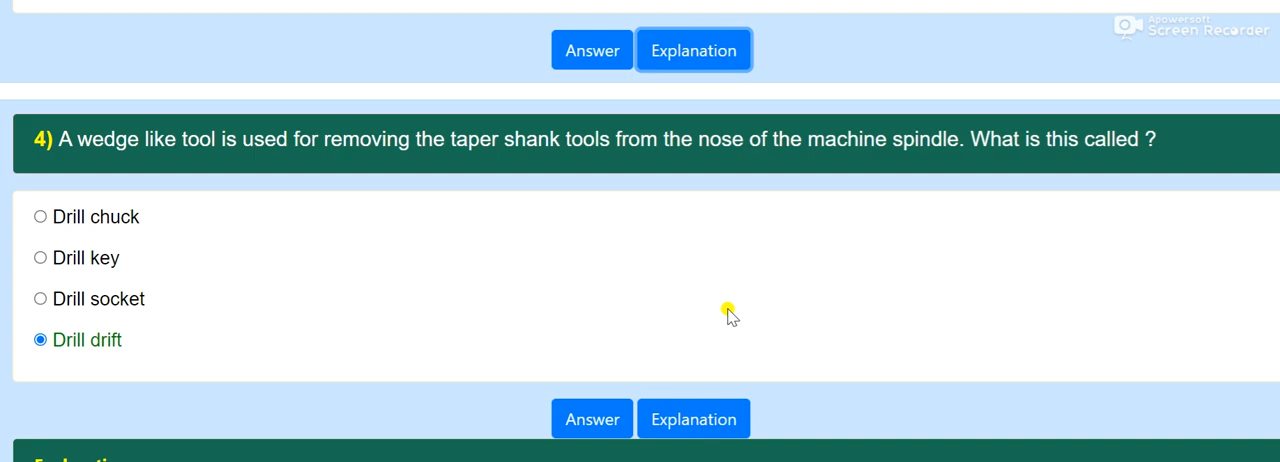 Apowersoft
Screen Recorder
Answer
Explanation
4) A wedge like tool is used for removing the taper shank tools from the nose of the machine spindle. What is this called ?
Drill chuck
Drill key
Drill socket
Drill drift
Answer
Explanation